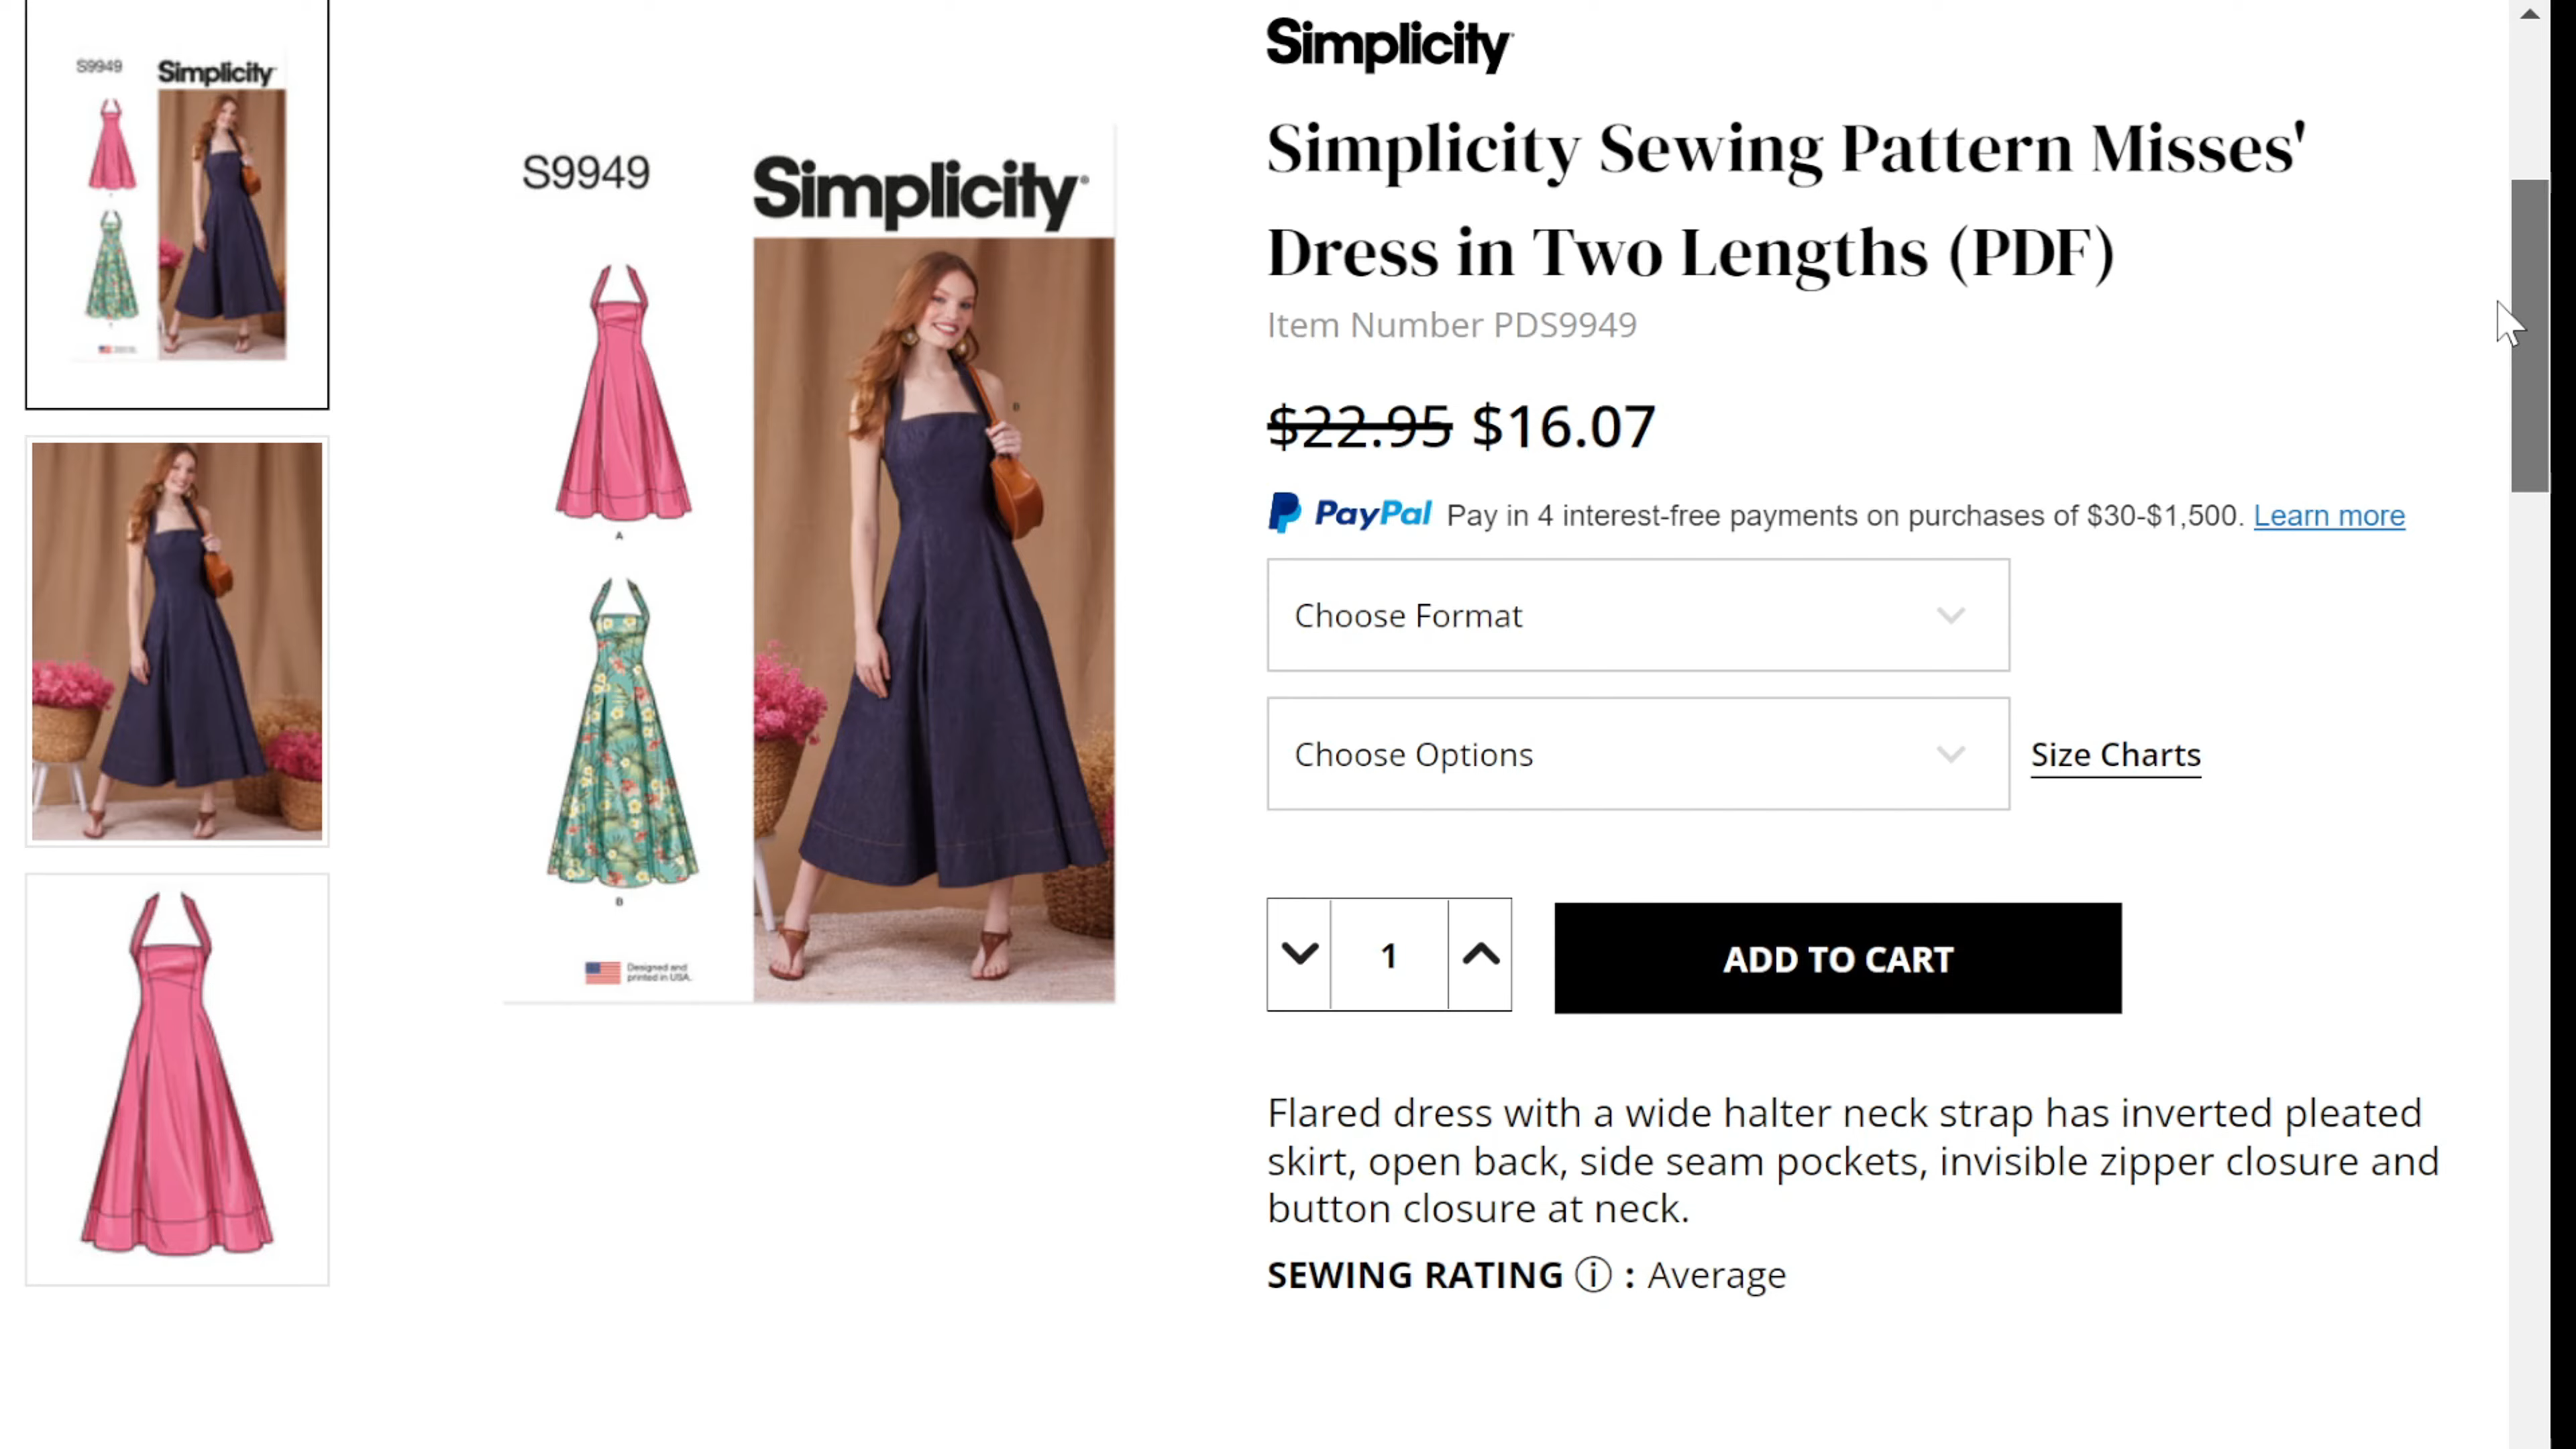 S9949
Simplicity
S9949
Simplicity
A
B
B
Designed and
printed in USA.
Simplicity
Simplicity Sewing Pattern Misses'
Dress in Two Lengths (PDF)
Item Number PDS9949
$22.95 $16.07
PayPal Pay in 4 interest-free payments on purchases of $30-$1,500. Learn more
Choose Format
Choose Options
Size Charts
1
ADD TO CART
Flared dress with a wide halter neck strap has inverted pleated
skirt, open back, side seam pockets, invisible zipper closure and
button closure at neck.
SEWING RATING ⓘ : Average